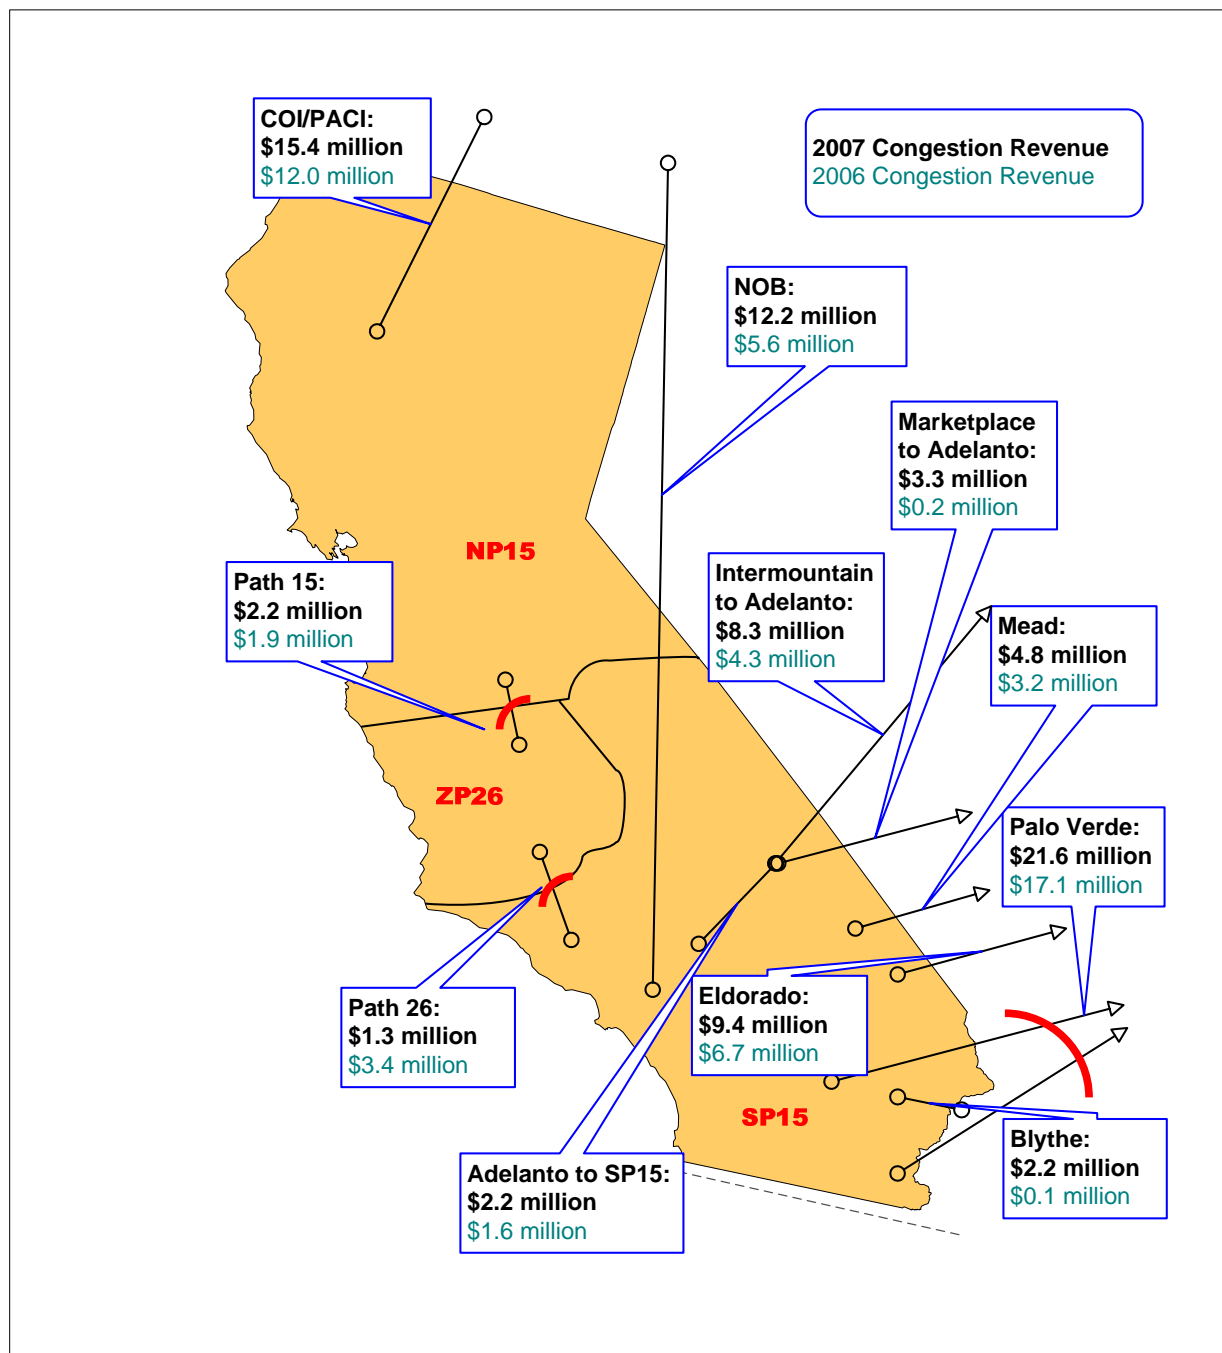 COI/PACI:
$15.4 million
$12.0 million
2007 Congestion Revenue
2006 Congestion Revenue
NOB:
$12.2 million
$5.6 million
Marketplace
to Adelanto:
$3.3 million
$0.2 million
NP15
Path 15:
$2.2 million
$1.9 million
Intermountain
to Adelanto:
$8.3 million
$4.3 million
Mead:
$4.8 million
$3.2 million
ZP26
Palo Verde:
$21.6 million
$17.1 million
Path 26:
$1.3 million
$3.4 million
Eldorado:
$9.4 million
$6.7 million
SP15
Adelanto to SP15:
$2.2 million
$1.6 million
Blythe:
$2.2 million
$0.1 million